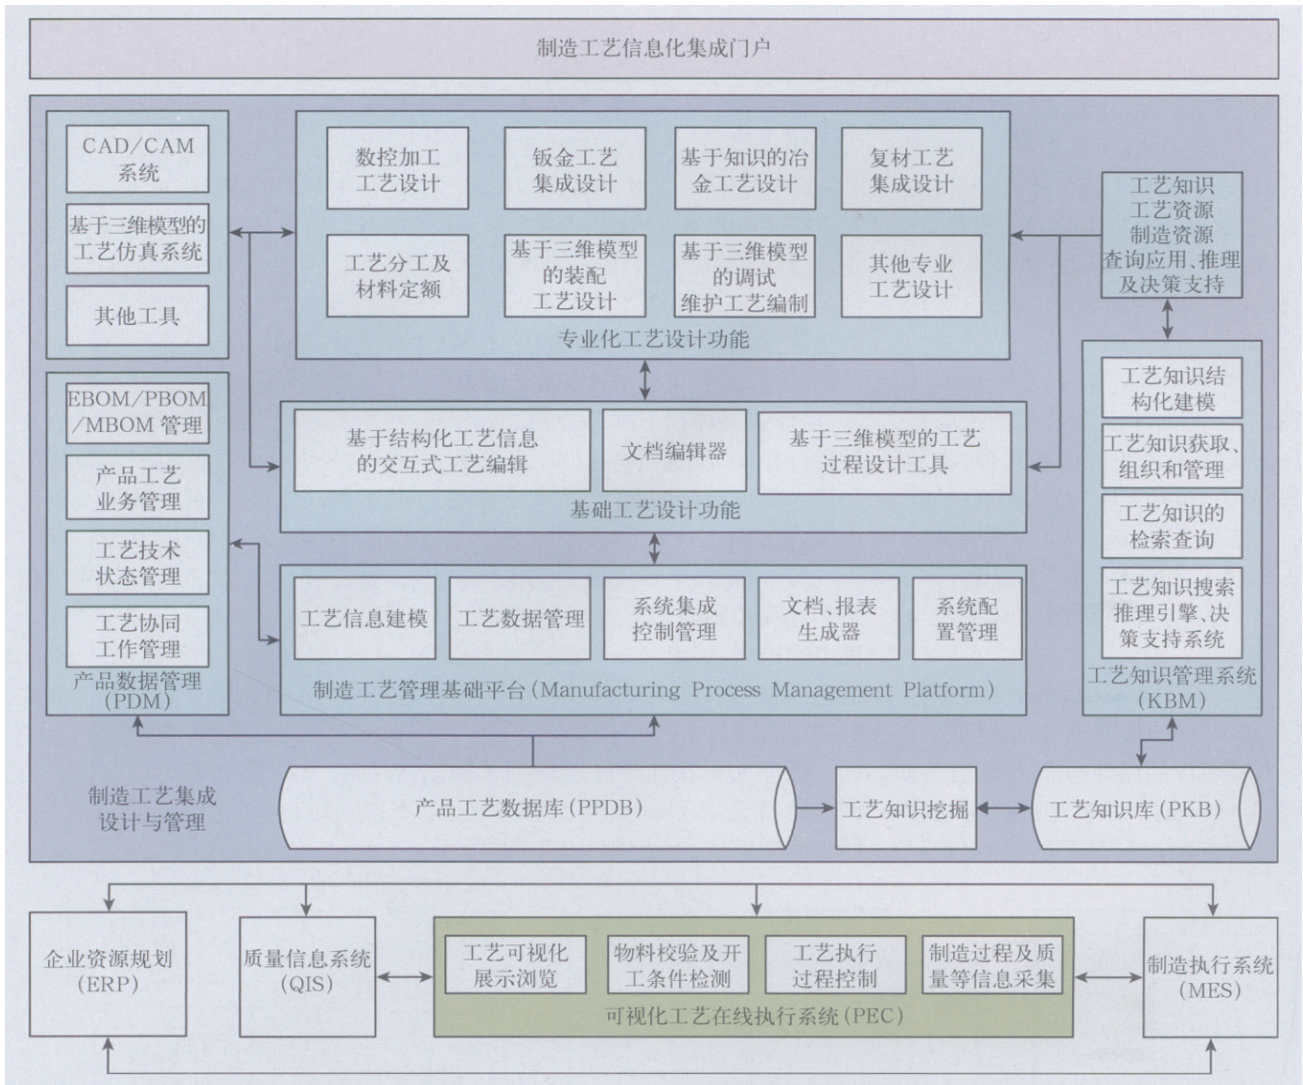 制造工艺信息化集成门户
CAD/CAM
系统
基于三维模型的
工艺仿真系统
其他工具
数控加工
工艺设计
钣金工艺
集成设计
基于知识的冶
金工艺设计
复材工艺
集成设计
工艺分工及
材料定额
基于三维模型
的装配
工艺设计
基于三维模型
的调试
维护工艺编制
其他专业
工艺设计
专业化工艺设计功能
工艺知识
工艺资源
制造资源
查询应用、推理
及决策支持
EBOM/PBOM
/MBOM 管理
产品工艺
业务管理
工艺技术
状态管理
工艺协同
工作管理
产品数据管理
(PDM)
基于结构化工艺信息
的交互式工艺编辑
文档编辑器
基于三维模型的工艺
过程设计工具
基础工艺设计功能
工艺信息建模
工艺数据管理
系统集成
控制管理
文档、报表
生成器
系统配
置管理
制造工艺管理基础平台(Manufacturing Process Management Platform)
工艺知识结
构化建模
工艺知识获取、
组织和管理
工艺知识的
检索查询
工艺知识搜索
推理引擎、决
策支持系统
工艺知识管理系统
(KBM)
制造工艺集成
设计与管理
产品工艺数据库(PPDB)
工艺知识挖掘
工艺知识库(PKB)
企业资源规划
(ERP)
质量信息系统
(QIS)
工艺可视化
展示浏览
物料校验及开
工条件检测
工艺执行
过程控制
制造过程及质
量等信息采集
可视化工艺在线执行系统(PEC)
制造执行系统
(MES)